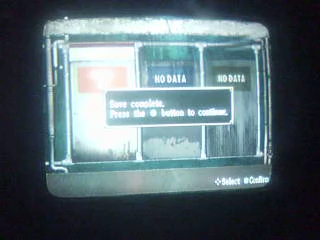 NO DATA
NO DATA
Save complete.
Press the ⊗ button to continue.
Select ⊗Confirm